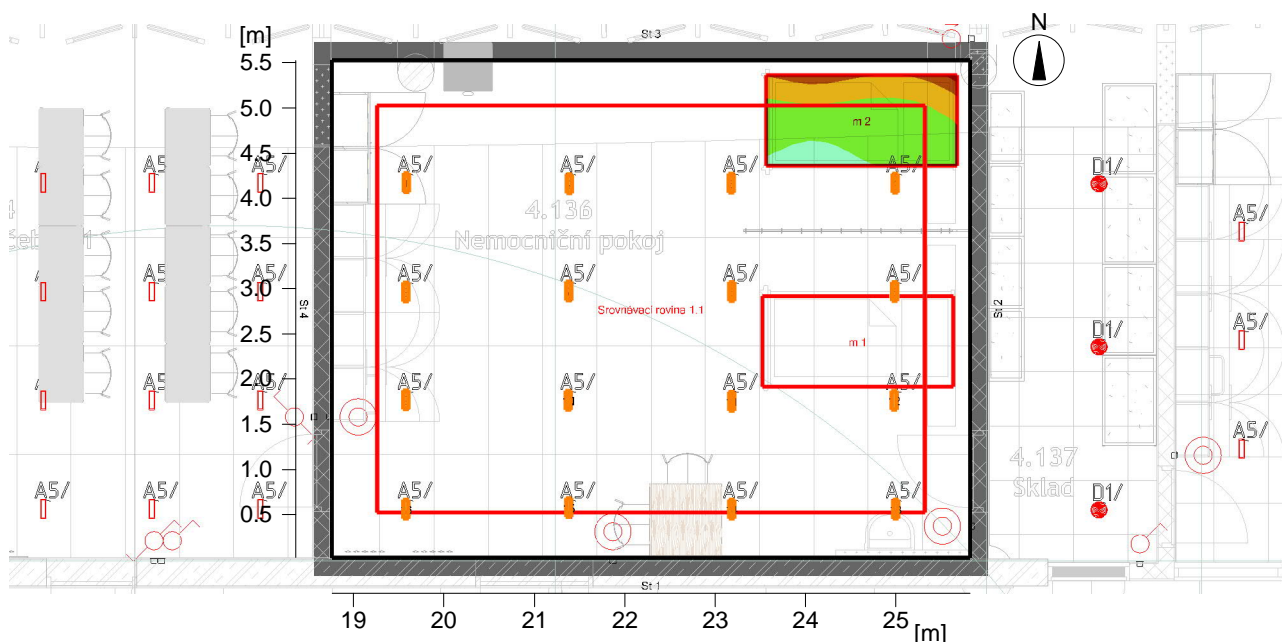 N
St 3
[m]
5.5
5.0
m 2
4.5
A5/ A5/ A5/ A5/ A5/ A5/
D1/
4.0
4.136
A5/
Nemocniční pokoj
3.5
A5/ A5/ A5/ A5/ A5/ A5/
3.0
St 4
Srovnávací rovina 1.1
St 2
D1/
A5/
2.5
m 1
2.0
A5/ A5/ A5/ A5/ A5/ A5/
1.5
A5/
1.0
4.137
Sklad
A5/ A5/ A5/ A5/ A5/ A5/ A5/
D1/
0.5
St 1
19 20 21 22 23 24 25
[m]